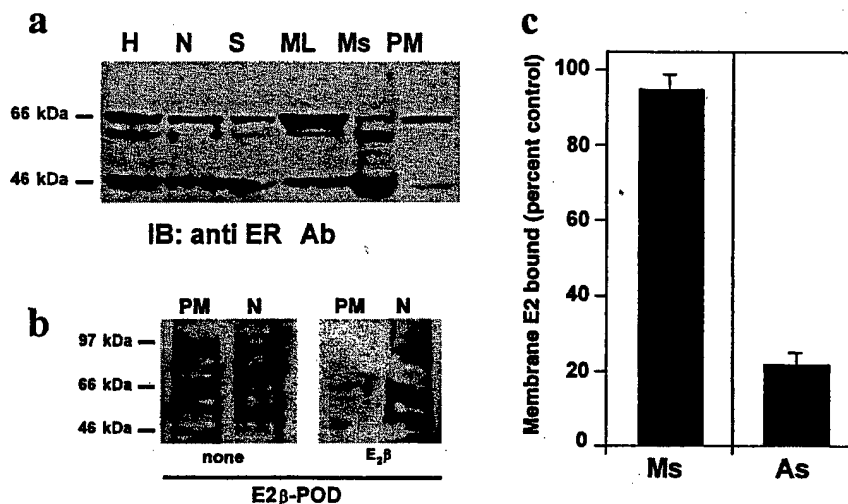 a
H N S ML Ms PM
66 kDa
46 kDa
IB: anti ER Ab
b
PM N PM N
97 kDa
66 kDa
46 kDa
none E₂β
E2β-POD
c
Membrane E2 bound (percent control)
100
80
60
40
20
0
Ms As